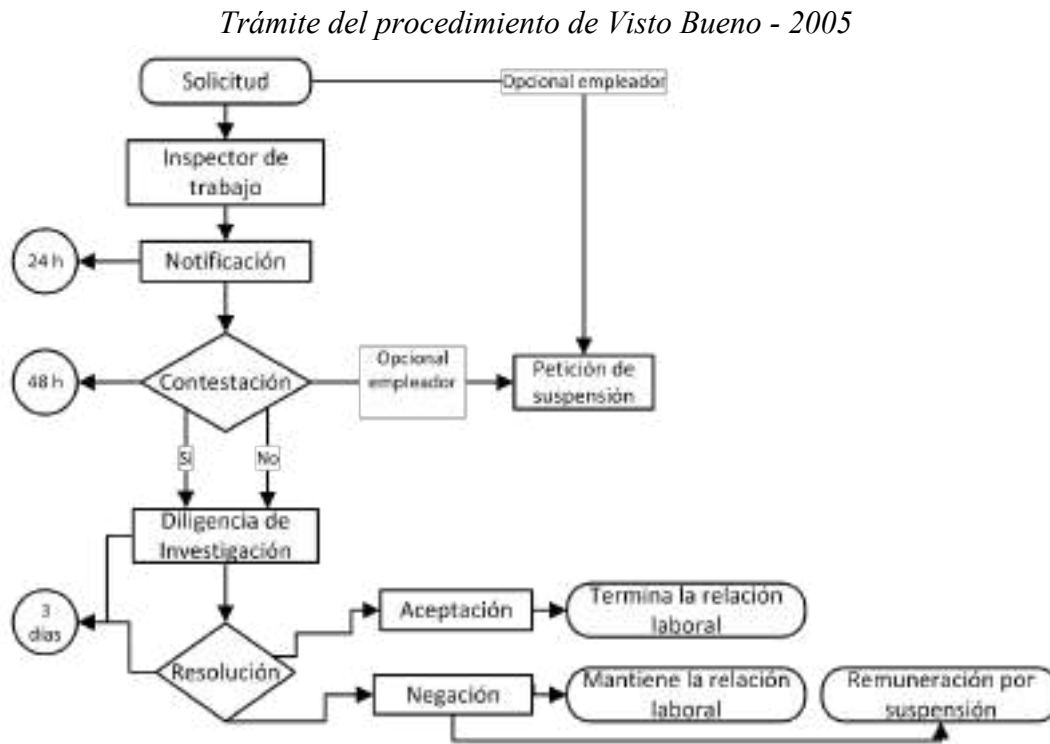 Trámite del procedimiento de Visto Bueno - 2005
Solicitud
Opcional empleador
Inspector de
trabajo
24 h
Notificación
48 h
Contestación
Opcional
empleador
Petición de
suspensión
Si
No
Diligencia de
Investigación
3
días
Aceptación
Termina la relación
laboral
Resolución
Negación
Mantiene la relación
laboral
Remuneración por
suspensión